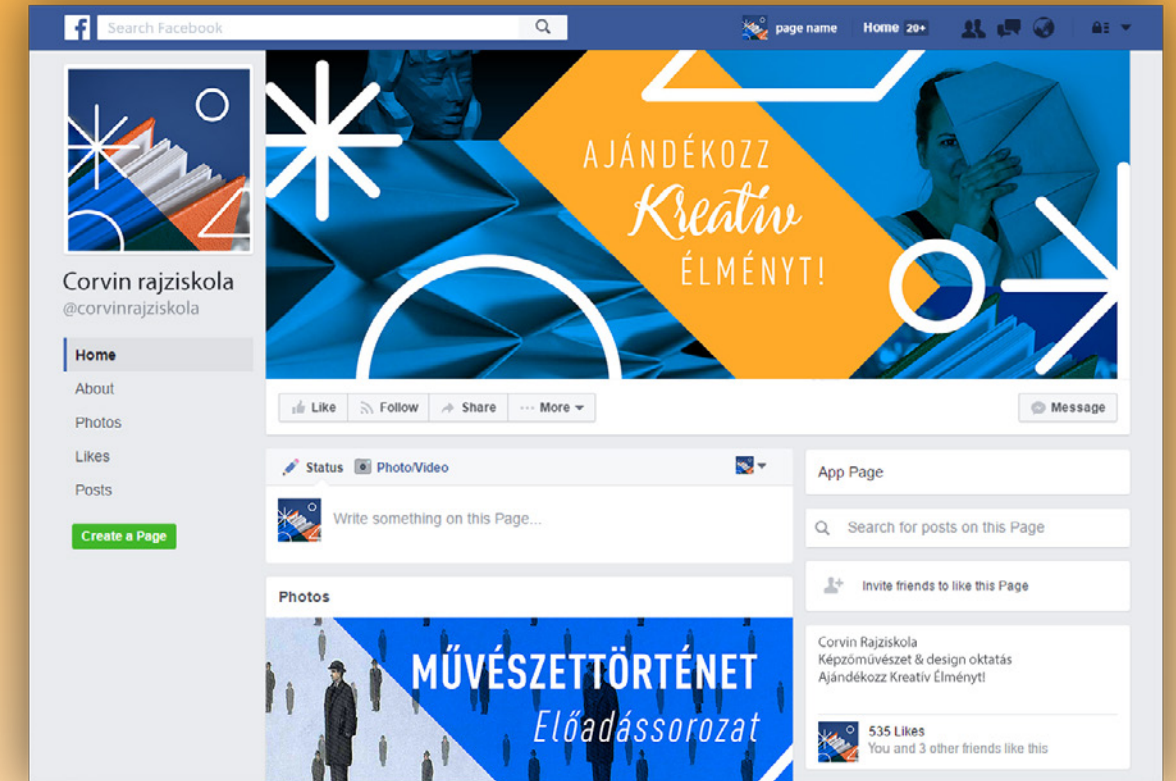 Search Facebook
page name
Home 20+
Corvin rajziskola
@corvinrajziskola
Home
About
Photos
Likes
Posts
Create a Page
AJÁNDÉKOZZ
Kreatív
ÉLMÉNYT!
Like
Follow
Share
More
Message
Status
Photo/Video
Write something on this Page...
Photos
MŰVÉSZETTÖRTÉNET
Előadássorozat
App Page
Search for posts on this Page
Invite friends to like this Page
Corvin Rajziskola
Képzőművészet & design oktatás
Ajándékozz Kreatív Élményt!
535 Likes
You and 3 other friends like this